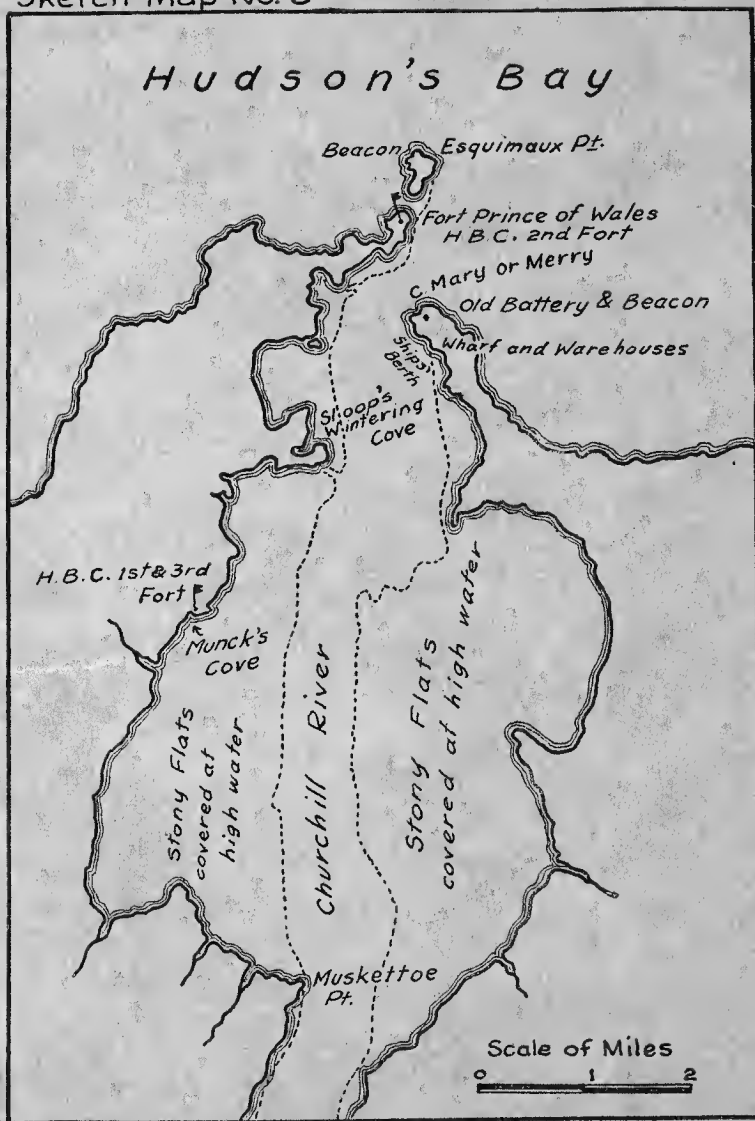 Sketch Map No.
Hudson's Bay
Beacon
Esquimaux Pt.
Fort Prince of Wales
H.B.C. 2nd Fort
C. Mary or Merry
Old Battery & Beacon
Wharf and Warehouses
Ships'
Berth
Sloop's
Wintering
Cove
H.B.C. 1st & 3rd
Fort
Munck's
Cove
Stony Flats
covered at
high water
Churchill River
Stony Flats
covered at high water
Muskettoe
Pt.
Scale of Miles
0 1 2